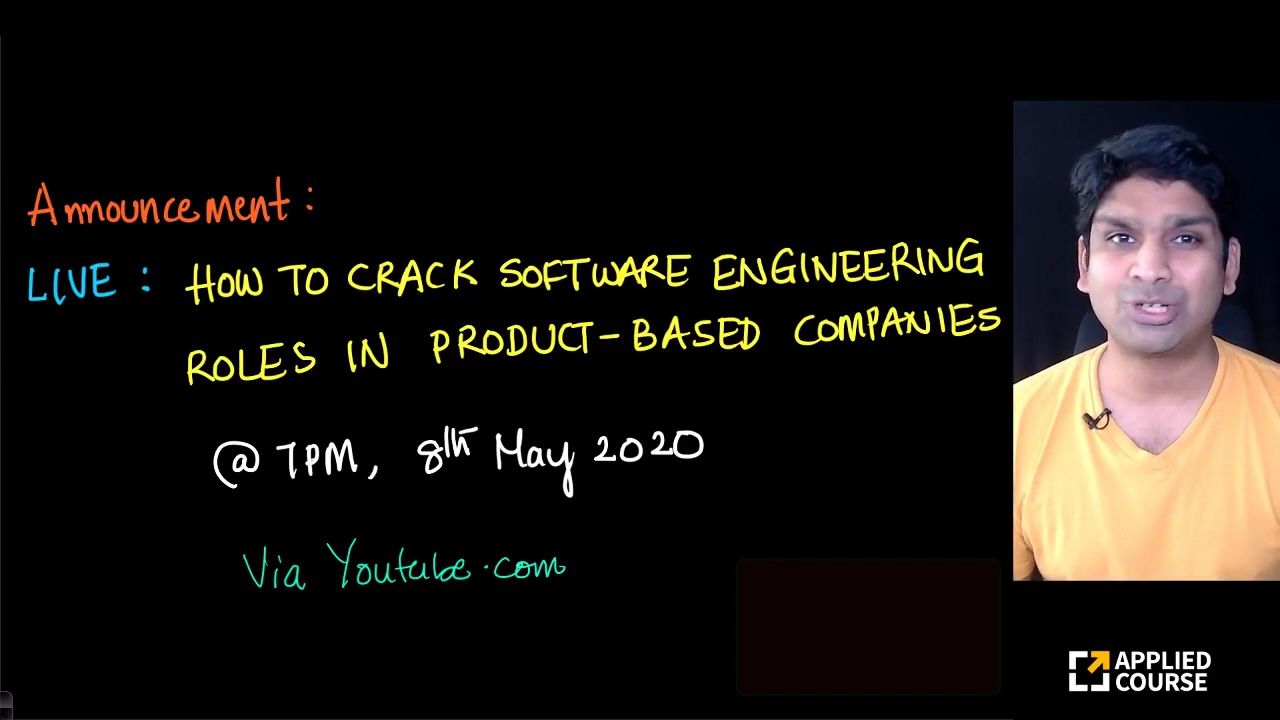 Announcement:
LIVE: HOW TO CRACK SOFTWARE ENGINEERING
ROLES IN PRODUCT-BASED COMPANIES
@ 7PM, 8th May 2020
Via Youtube.com
APPLIED
COURSE